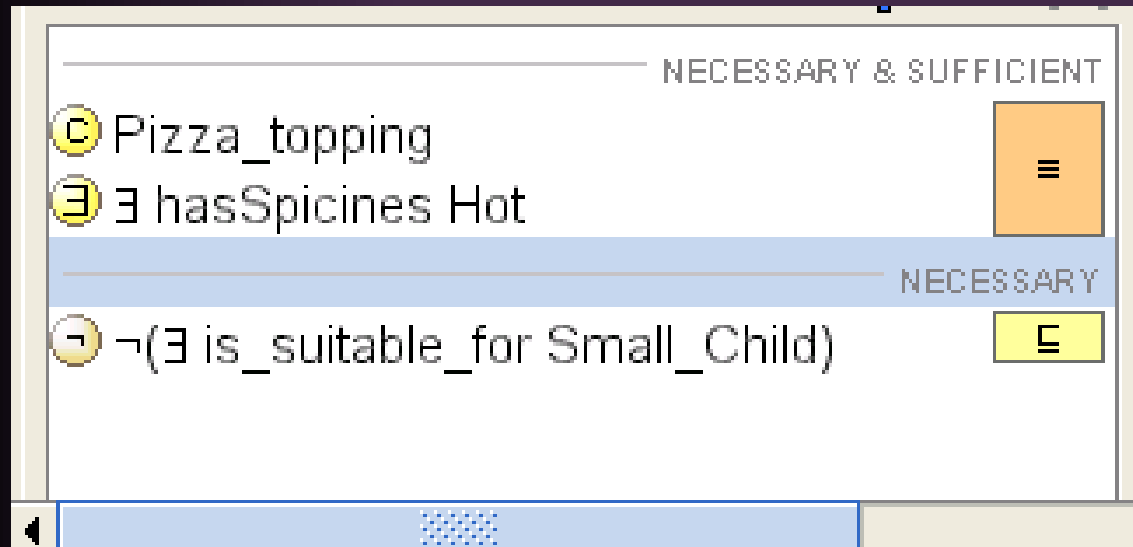 NECESSARY & SUFFICIENT
C Pizza_topping
∃ ∃ hasSpicines Hot
≡
NECESSARY
¬ ¬(∃ is_suitable_for Small_Child)
⊑